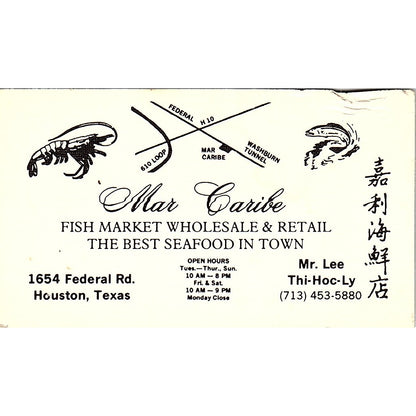 FEDERAL
H 10
610 LOOP
MAR
CARIBE
WASHBURN
TUNNEL
Mar Caribe
FISH MARKET WHOLESALE & RETAIL
THE BEST SEAFOOD IN TOWN
嘉利海鮮店
1654 Federal Rd.
Houston, Texas
OPEN HOURS
Tues.—Thur., Sun.
10 AM — 8 PM
Fri. & Sat.
10 AM — 9 PM
Monday Close
Mr. Lee
Thi-Hoc-Ly
(713) 453-5880